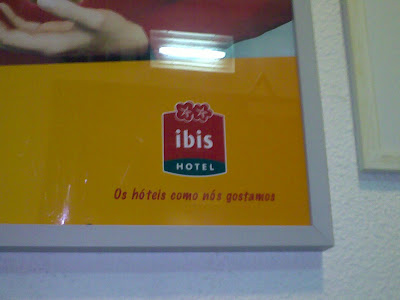 ibis
HOTEL
Os hóteis como nós gostamos